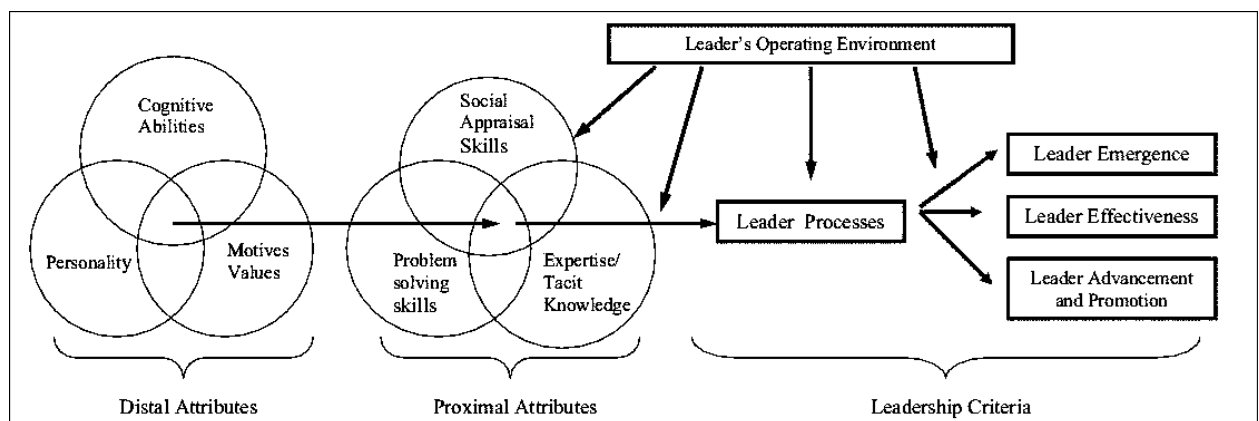 Leader's Operating Environment
Cognitive
Abilities
Personality
Motives
Values
Social
Appraisal
Skills
Problem
solving
skills
Expertise/
Tacit
Knowledge
Leader Processes
Leader Emergence
Leader Effectiveness
Leader Advancement
and Promotion
Distal Attributes
Proximal Attributes
Leadership Criteria